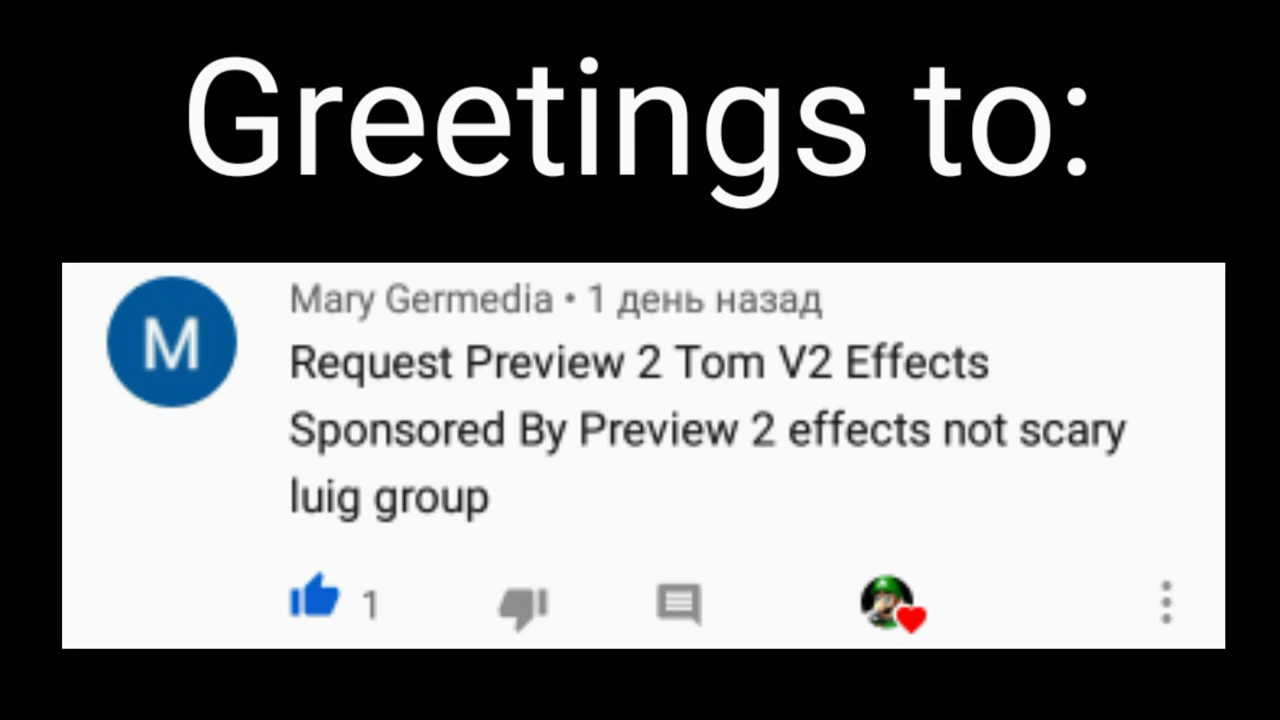 Greetings to:
M
Mary Germedia • 1 день назад
Request Preview 2 Tom V2 Effects
Sponsored By Preview 2 effects not scary
luig group
1